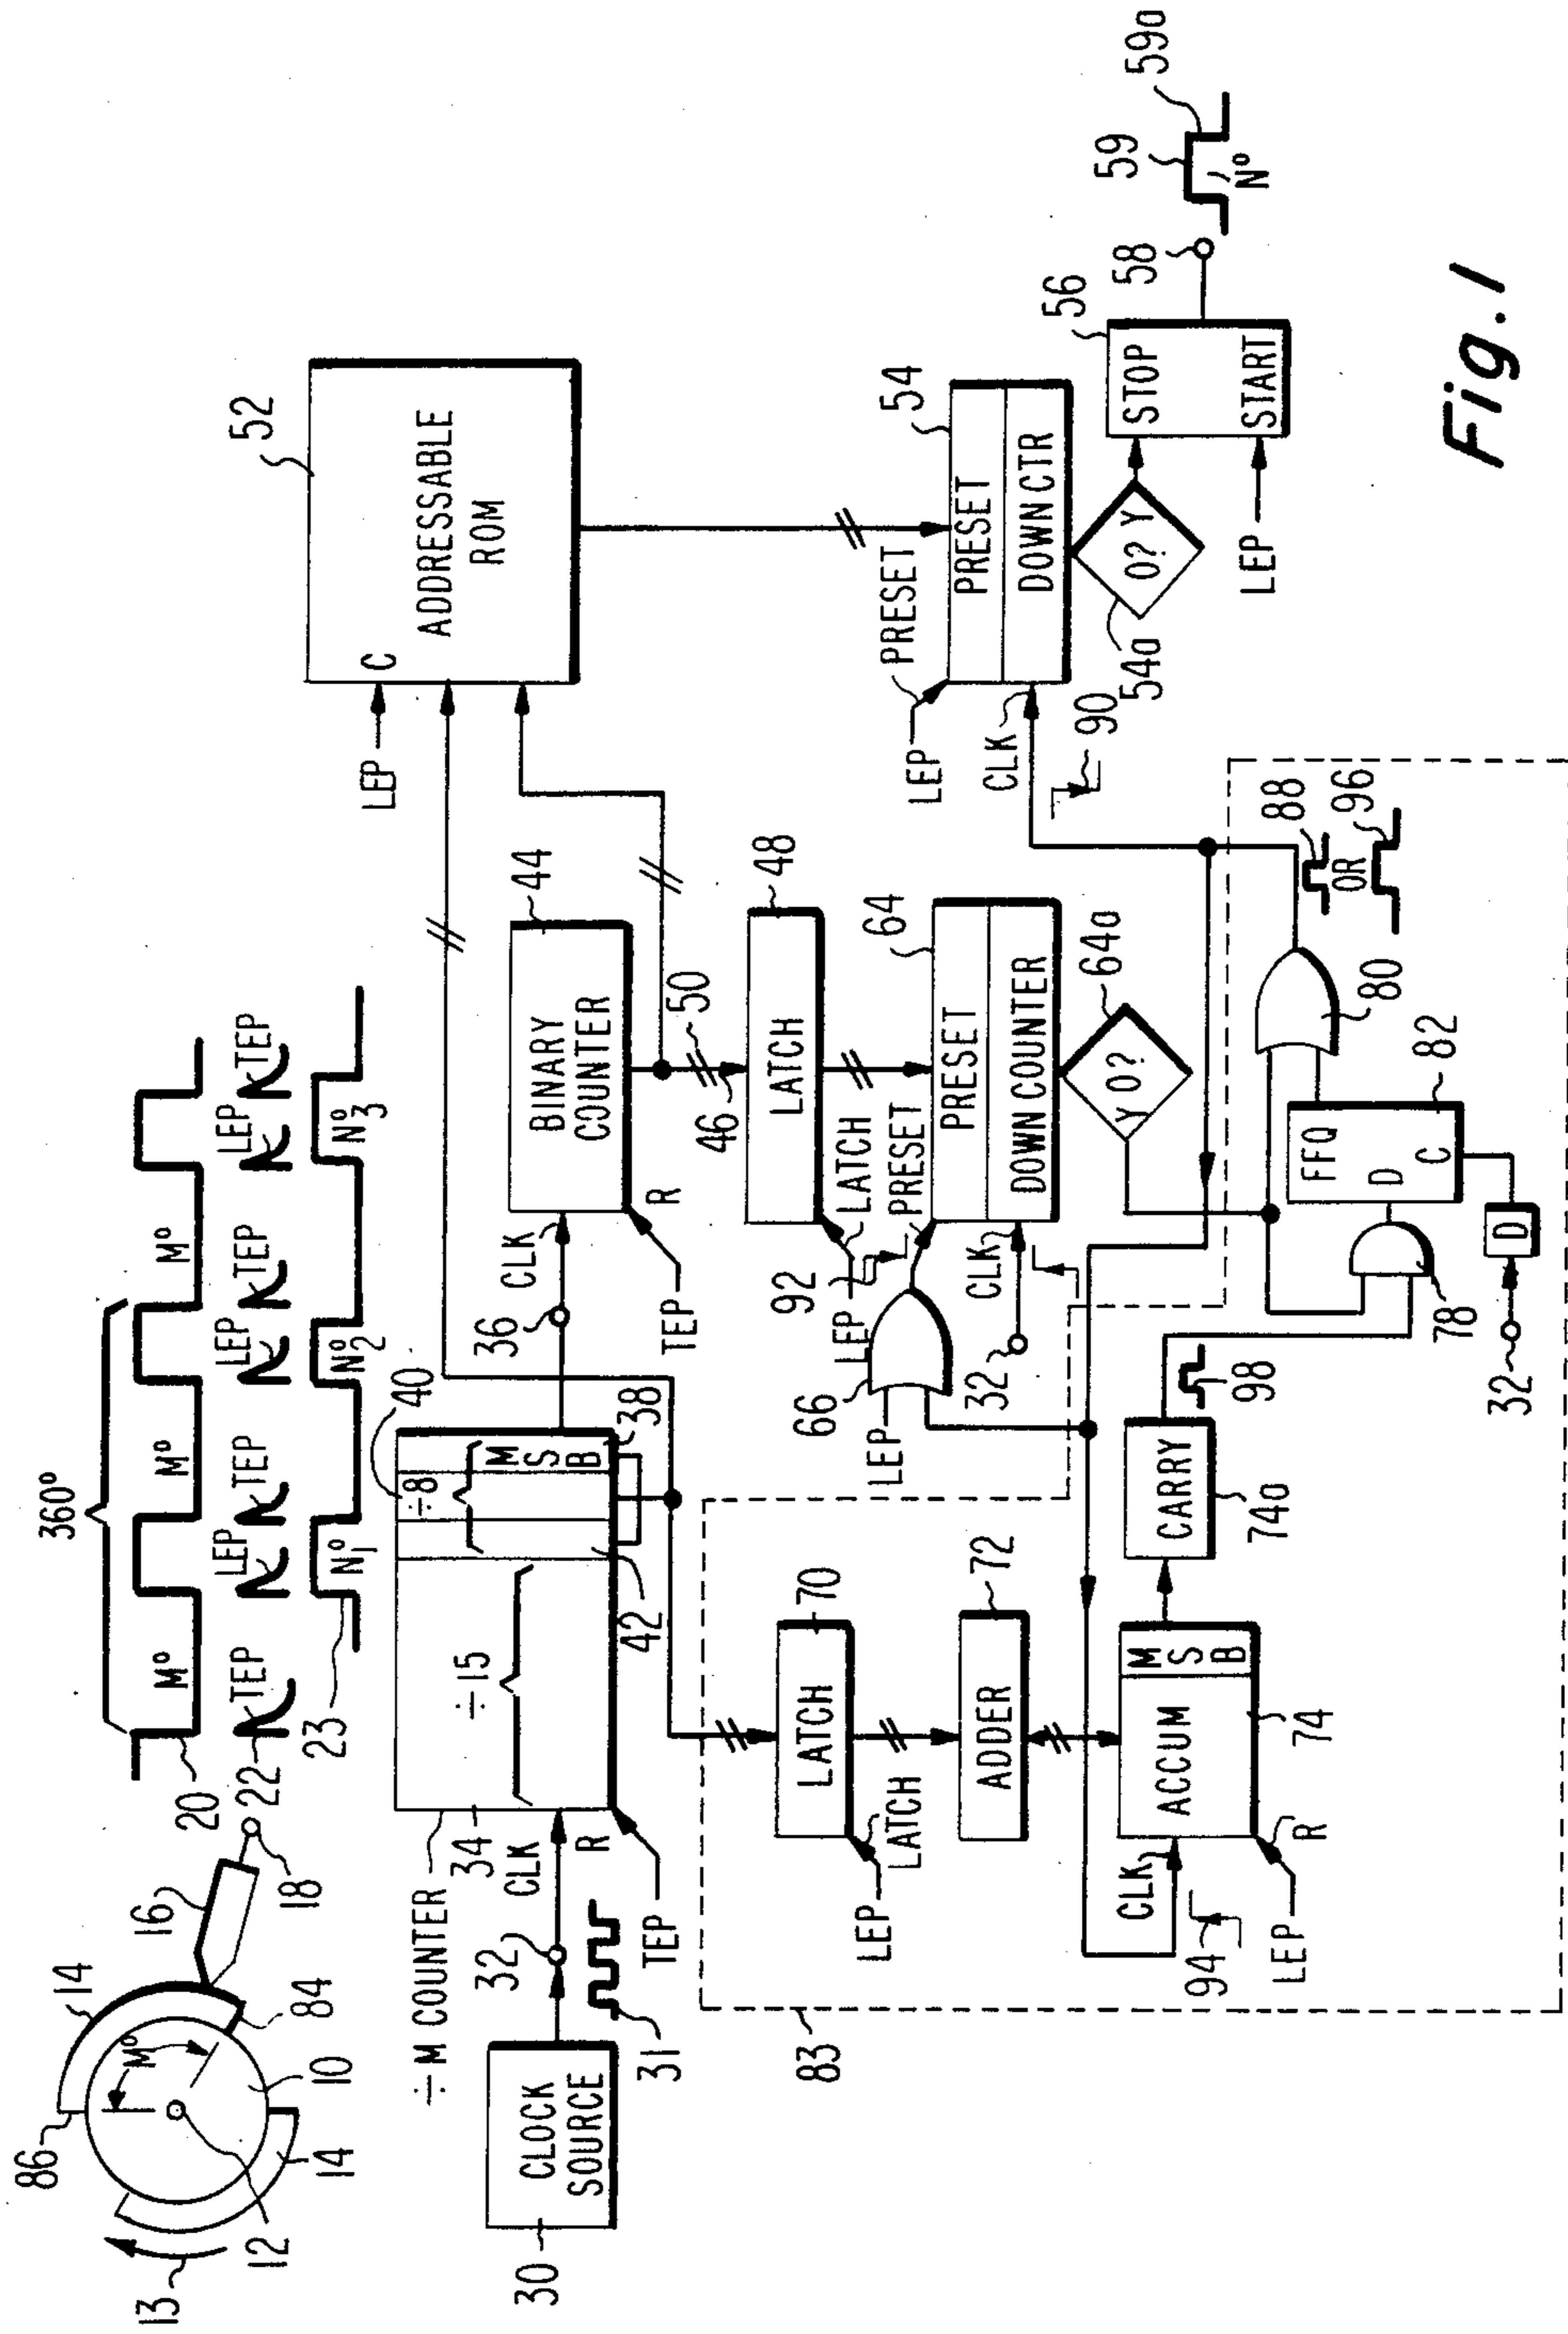 360°
M° M° M°
20
22
TEP LEP TEP LEP TEP LEP TEP
23
N°1 N°2 N°3
86
14
16
18
M°
84
10
14
12
13
÷M COUNTER
34
÷15
÷8
40
M
S
B
38
42
CLOCK
SOURCE
30
32
31
CLK
R
TEP
36
CLK
BINARY
COUNTER
44
R
TEP
46
50
LATCH
48
LATCH
LEP
52
C
LEP
ADDRESSABLE
ROM
PRESET
LEP
66
LEP
92
PRESET
DOWN COUNTER
64
CLK
32
Y 0?
64a
PRESET
LEP
PRESET
DOWN CTR
54
CLK
90
0? Y
54a
STOP
START
56
LEP
58
59
59a
N°
83
LATCH
70
LEP
LATCH
ADDER
72
ACCUM
M
S
B
74
CLK
94
R
LEP
CARRY
74a
98
78
FFQ
D
C
82
D
32
80
88
OR
96
Fig. 1